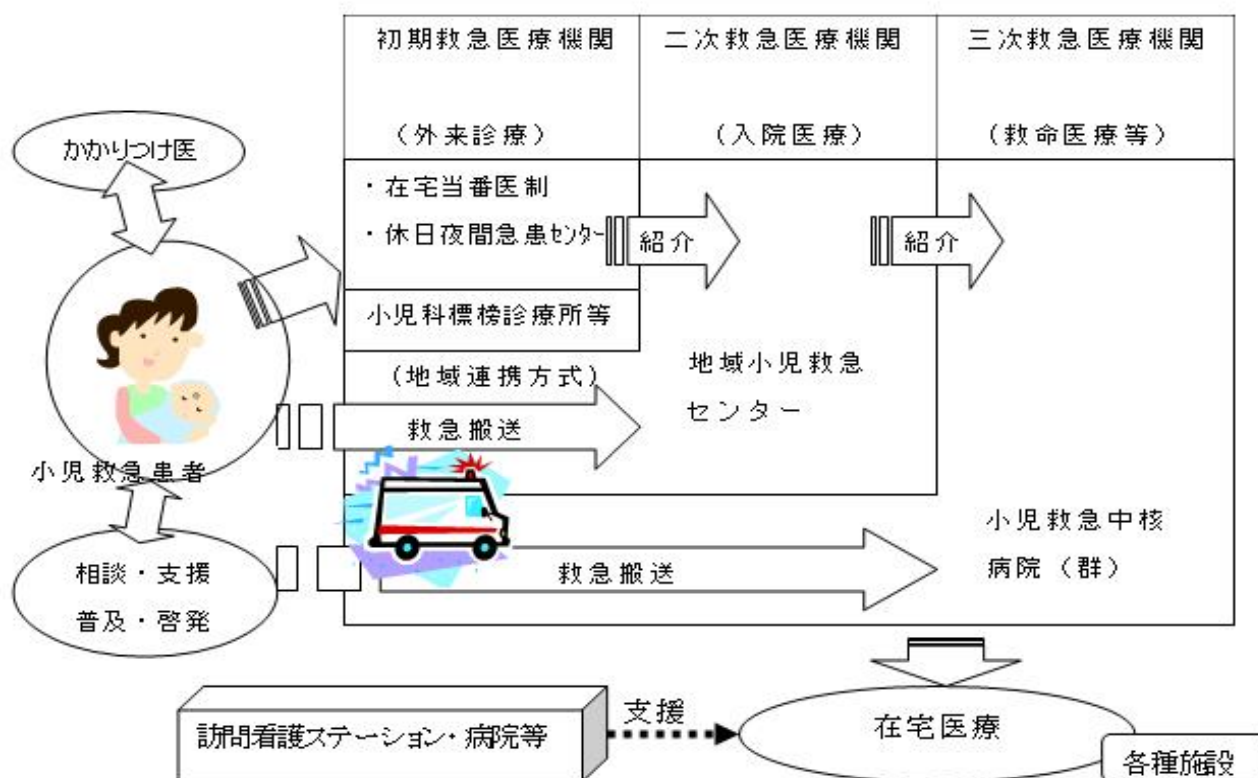 初期救急医療機関
(外来診療)
二次救急医療機関
(入院医療)
三次救急医療機関
(救命医療等)
かかりつけ医
・在宅当番医制
・休日夜間急患ｾﾝﾀｰ
紹介
紹介
小児科標榜診療所等
(地域連携方式)
地域小児救急
センター
救急搬送
小児救急患者
小児救急中核
病院（群）
救急搬送
相談・支援
普及・啓発
訪問看護ステーション・病院等
支援
在宅医療
各種施設